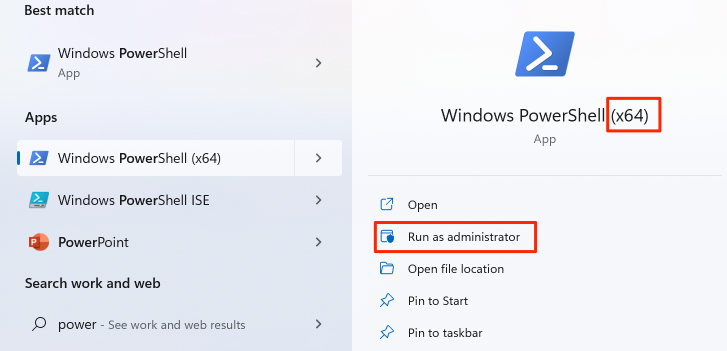 Best match
Windows PowerShell
App
Apps
Windows PowerShell (x64)
Windows PowerShell ISE
PowerPoint
Search work and web
power - See work and web results
Windows PowerShell (x64)
App
Open
Run as administrator
Open file location
Pin to Start
Pin to taskbar